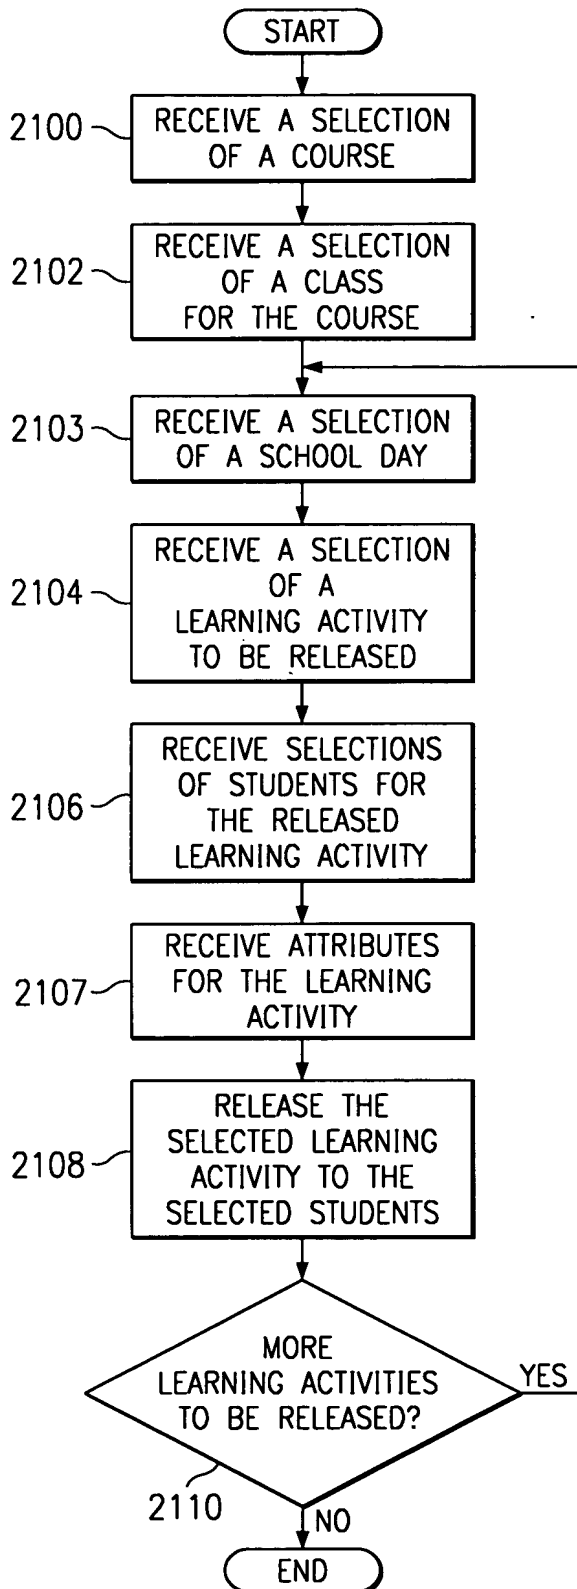 START
2100
RECEIVE A SELECTION
OF A COURSE
2102
RECEIVE A SELECTION
OF A CLASS
FOR THE COURSE
2103
RECEIVE A SELECTION
OF A SCHOOL DAY
2104
RECEIVE A SELECTION
OF A
LEARNING ACTIVITY
TO BE RELEASED
2106
RECEIVE SELECTIONS
OF STUDENTS FOR
THE RELEASED
LEARNING ACTIVITY
2107
RECEIVE ATTRIBUTES
FOR THE LEARNING
ACTIVITY
2108
RELEASE THE
SELECTED LEARNING
ACTIVITY TO THE
SELECTED STUDENTS
MORE
LEARNING ACTIVITIES
TO BE RELEASED?
YES
2110
NO
END